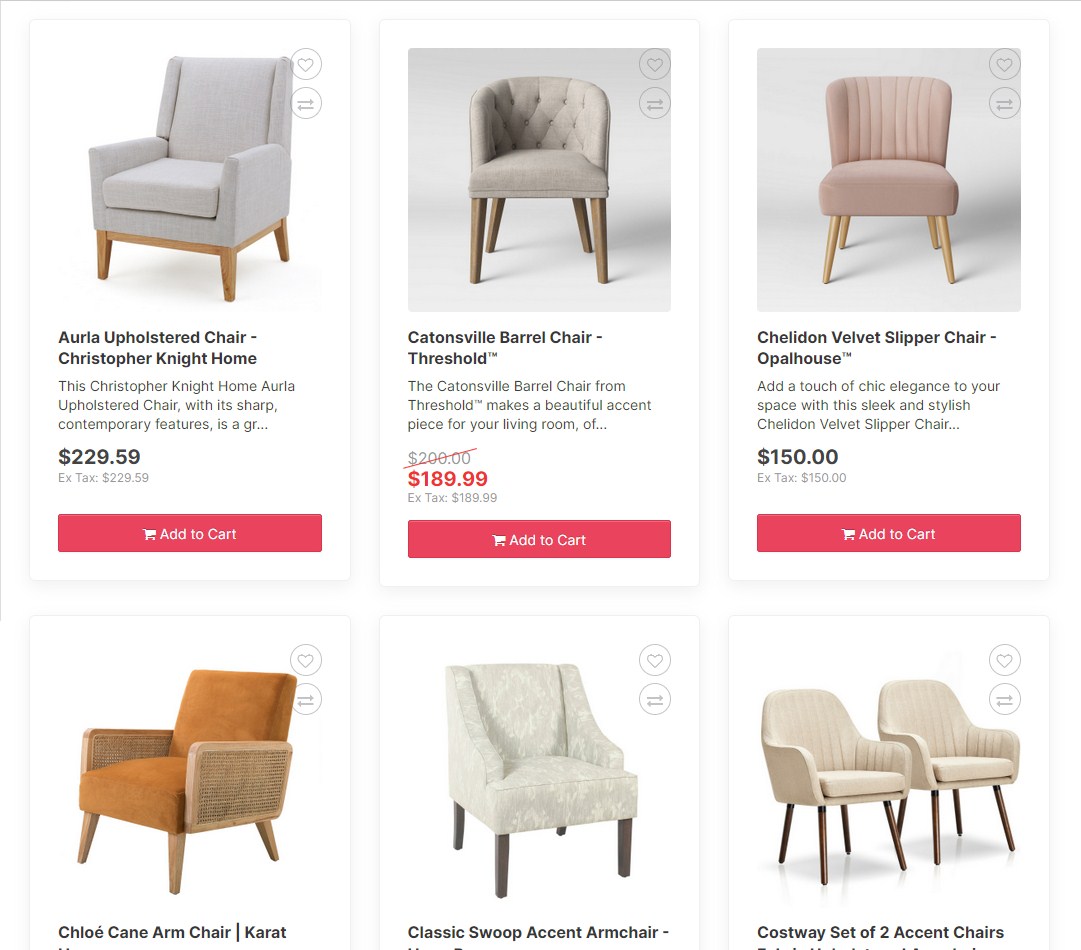 Aurla Upholstered Chair -
Christopher Knight Home
This Christopher Knight Home Aurla
Upholstered Chair, with its sharp,
contemporary features, is a gr...
$229.59
Ex Tax: $229.59
Add to Cart
Catonsville Barrel Chair -
Threshold™
The Catonsville Barrel Chair from
Threshold™ makes a beautiful accent
piece for your living room, of...
$200.00
$189.99
Ex Tax: $189.99
Add to Cart
Chelidon Velvet Slipper Chair -
Opalhouse™
Add a touch of chic elegance to your
space with this sleek and stylish
Chelidon Velvet Slipper Chair...
$150.00
Ex Tax: $150.00
Add to Cart
Chloé Cane Arm Chair | Karat
Classic Swoop Accent Armchair -
Costway Set of 2 Accent Chairs